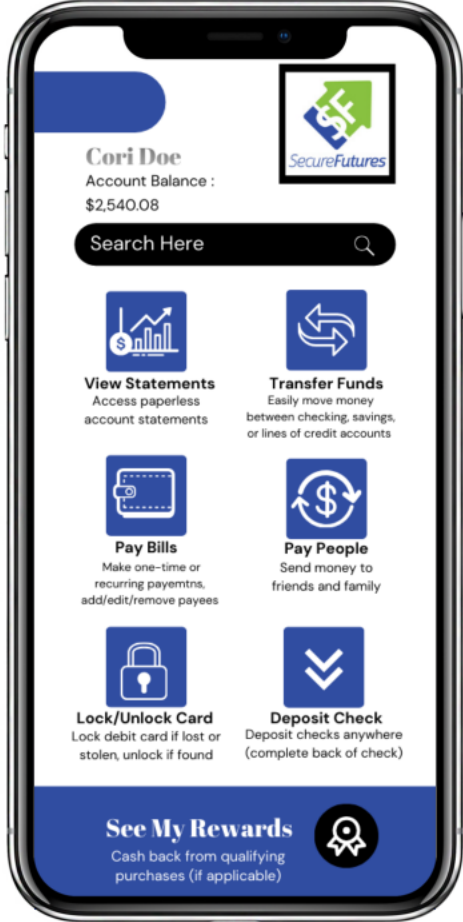 SF
SecureFutures
Cori Doe
Account Balance :
$2,540.08
Search Here
$
View Statements
Access paperless
account statements
Transfer Funds
Easily move money
between checking, savings,
or lines of credit accounts
$
Pay Bills
Make one-time or
recurring payemtns,
add/edit/remove payees
Pay People
Send money to
friends and family
Lock/Unlock Card
Lock debit card if lost or
stolen, unlock if found
Deposit Check
Deposit checks anywhere
(complete back of check)
See My Rewards
Cash back from qualifying
purchases (if applicable)